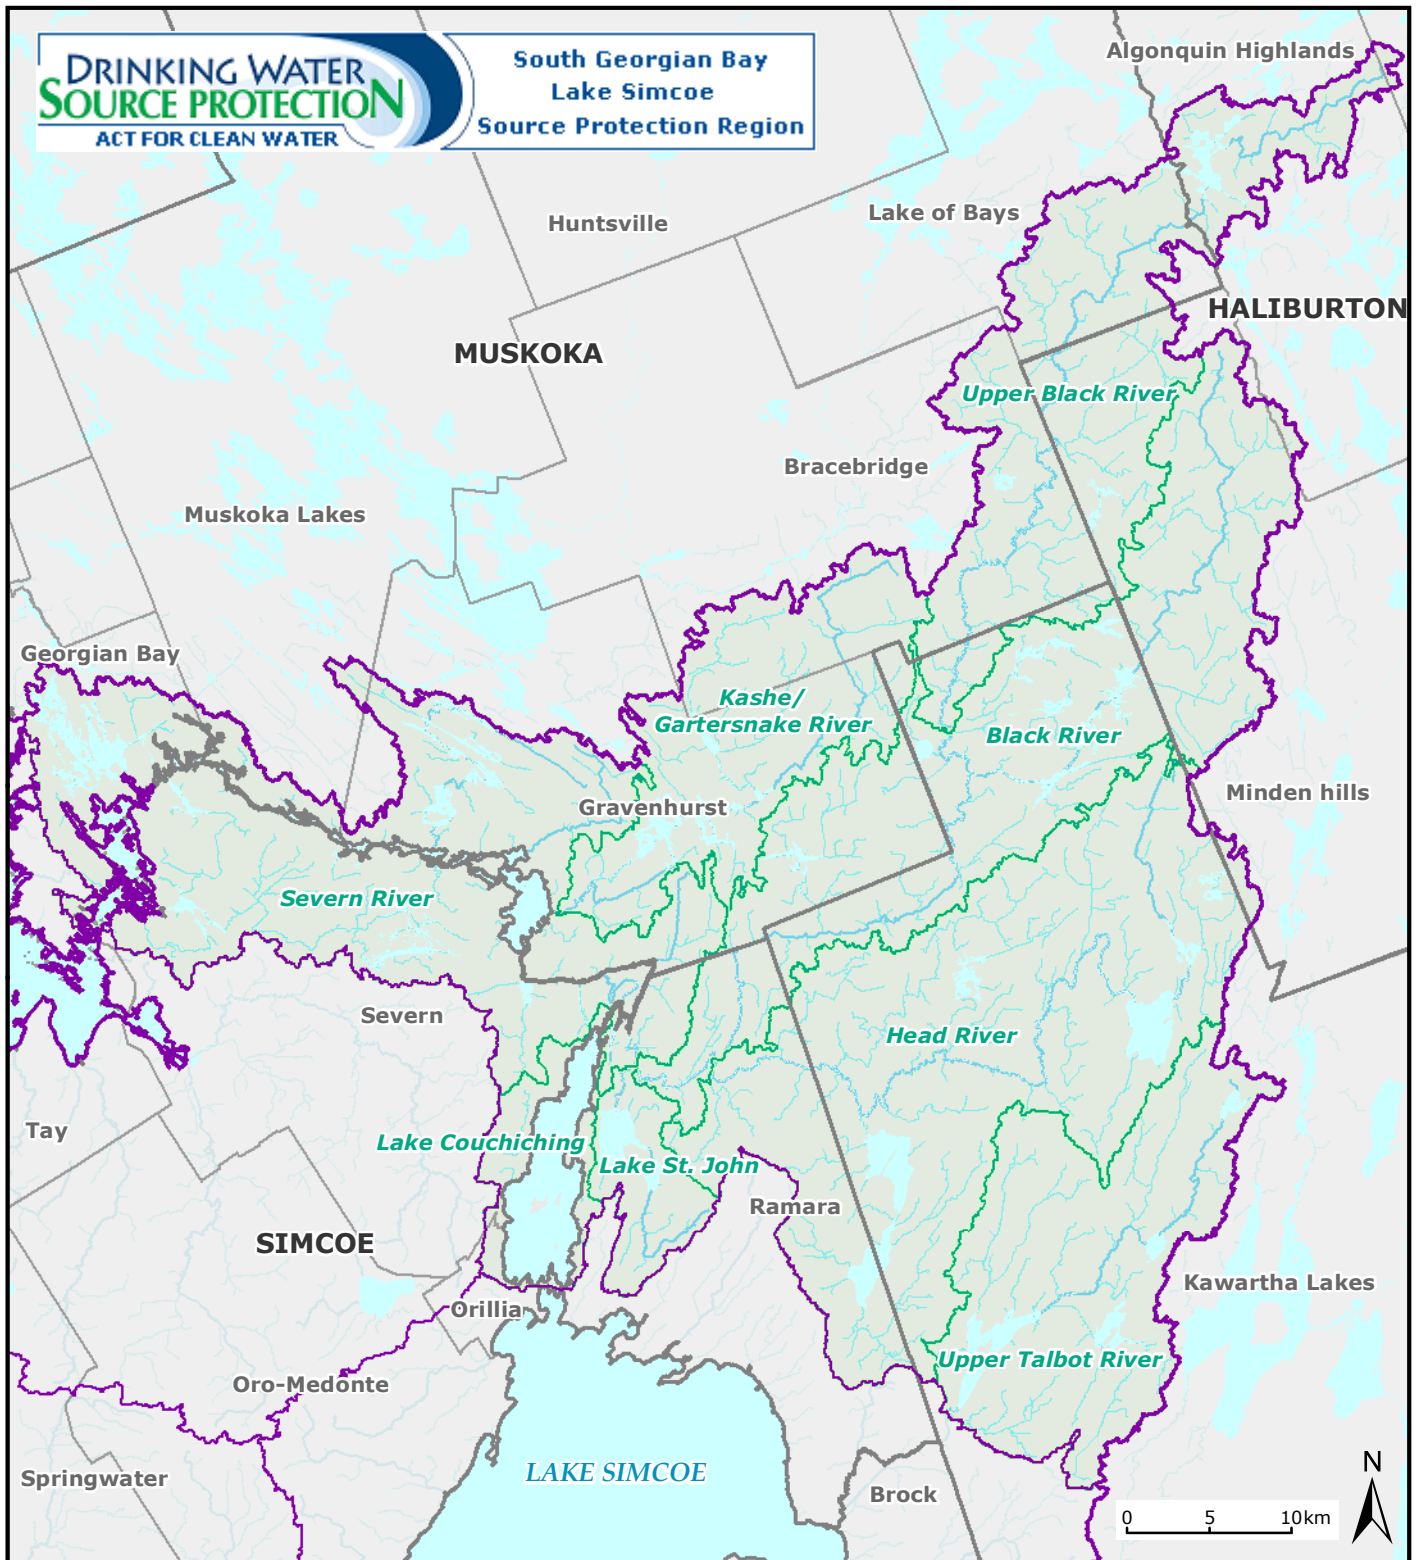 DRINKING WATER
SOURCE PROTECTION
ACT FOR CLEAN WATER
South Georgian Bay
Lake Simcoe
Source Protection Region
Algonquin Highlands
Huntsville
Lake of Bays
HALIBURTON
MUSKOKA
Upper Black River
Bracebridge
Muskoka Lakes
Georgian Bay
Kashe/
Gartersnake River
Black River
Minden hills
Gravenhurst
Severn River
Severn
Head River
Tay
Lake Couchiching
Lake St. John
Ramara
SIMCOE
Kawartha Lakes
Orillia
Upper Talbot River
Oro-Medonte
LAKE SIMCOE
Springwater
Brock
N
0 5 10km